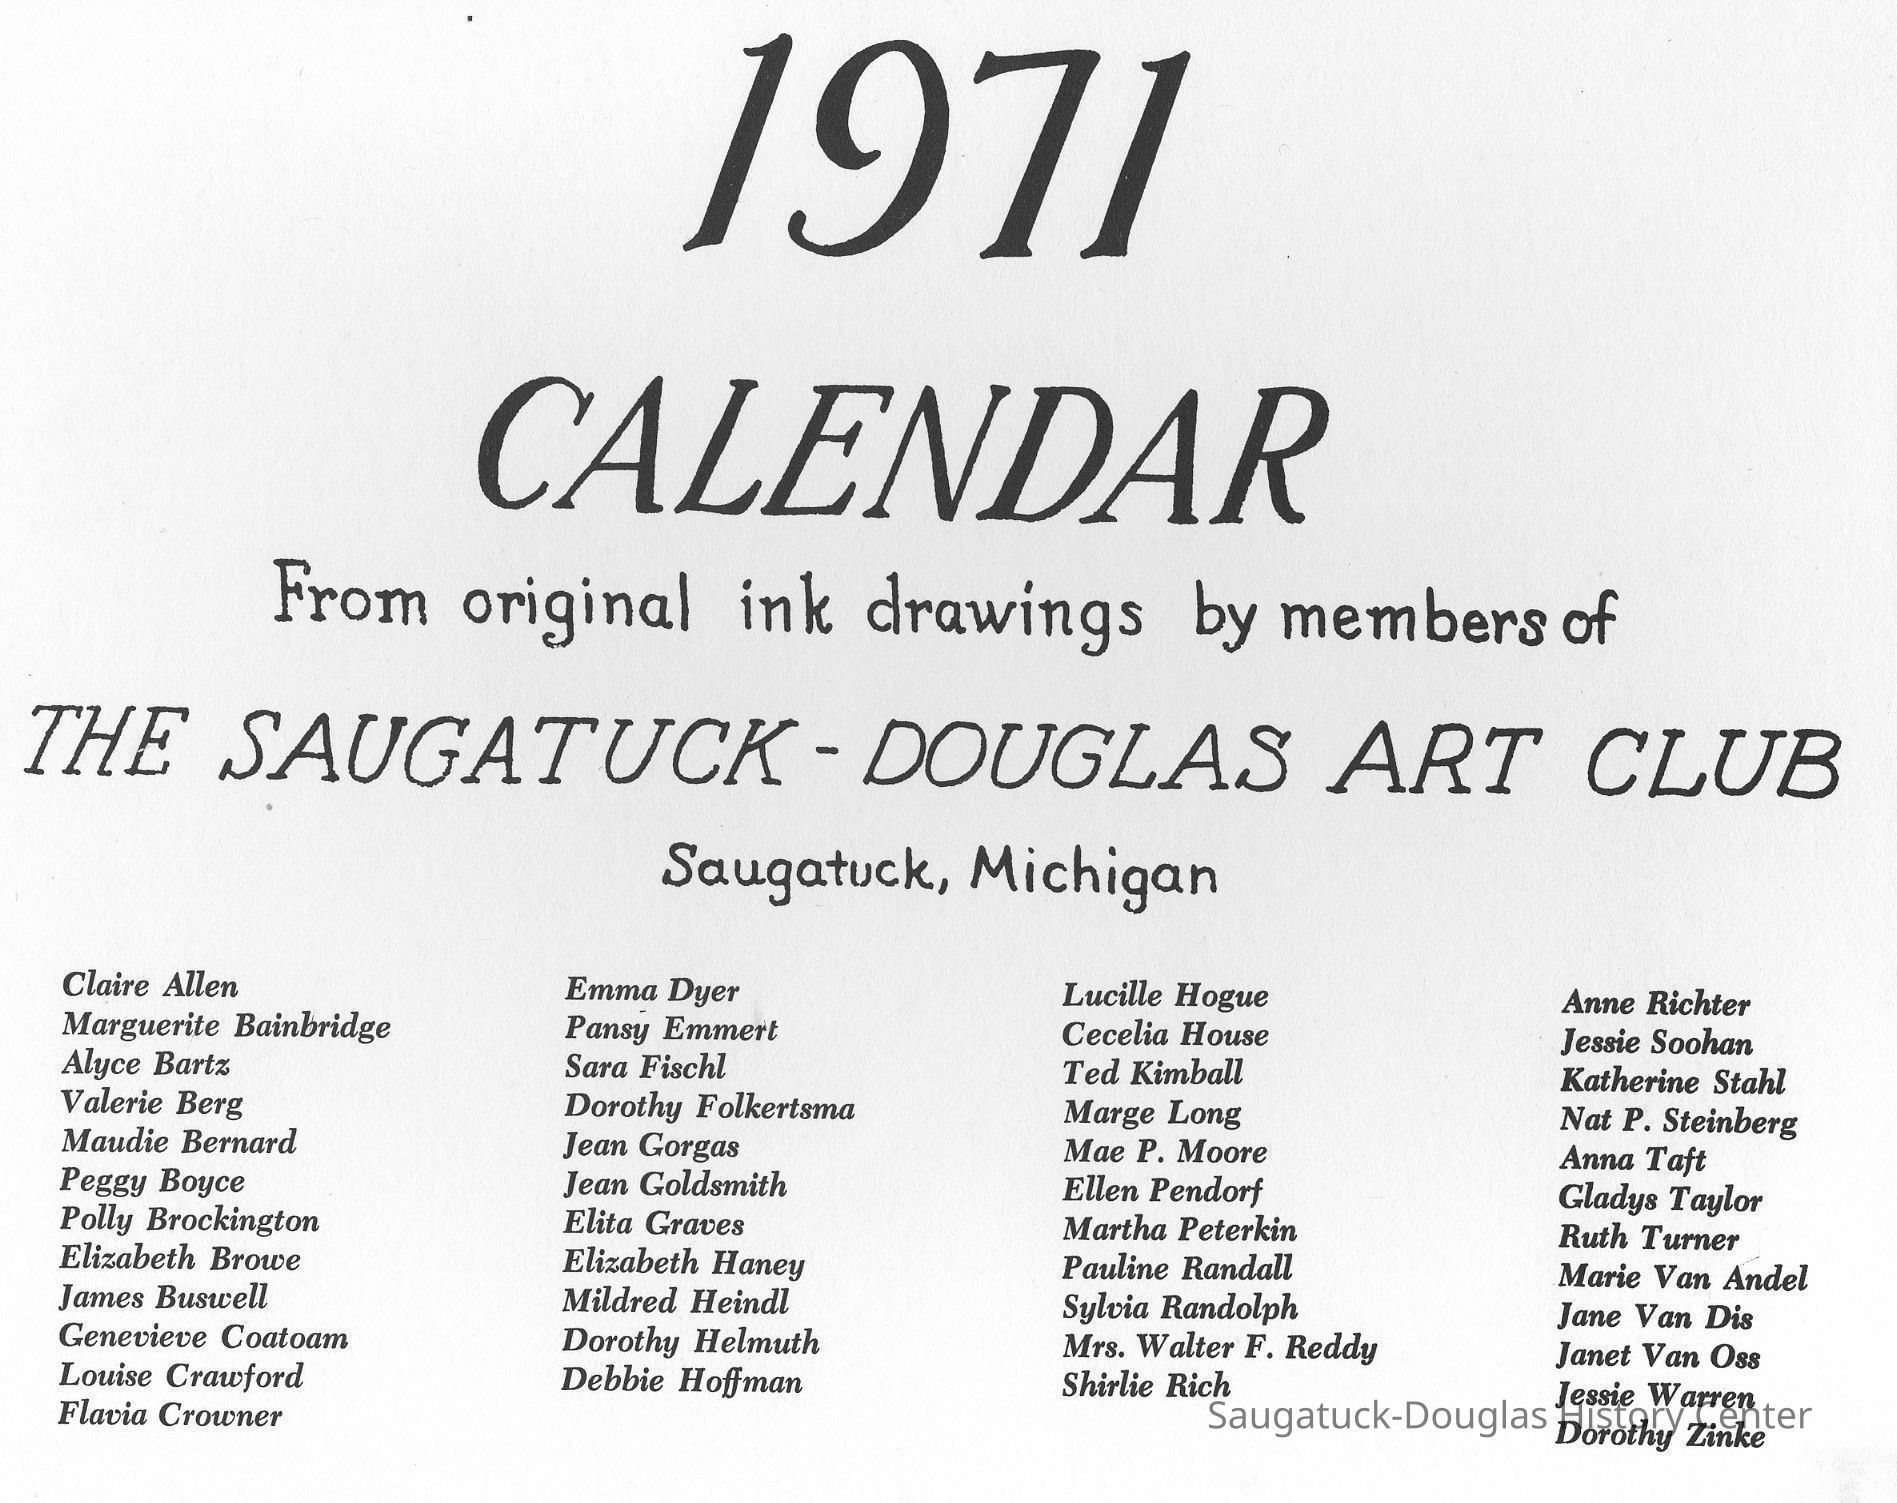 1971
CALENDAR
From original ink drawings by members of
THE SAUGATUCK - DOUGLAS ART CLUB
Saugatuck, Michigan
Claire Allen
Marguerite Bainbridge
Alyce Bartz
Valerie Berg
Maudie Bernard
Peggy Boyce
Polly Brockington
Elizabeth Browe
James Buswell
Genevieve Coatoam
Louise Crawford
Flavia Crowner
Emma Dyer
Pansy Emmert
Sara Fischl
Dorothy Folkertsma
Jean Gorgas
Jean Goldsmith
Elita Graves
Elizabeth Haney
Mildred Heindl
Dorothy Helmuth
Debbie Hoffman
Lucille Hogue
Cecelia House
Ted Kimball
Marge Long
Mae P. Moore
Ellen Pendorf
Martha Peterkin
Pauline Randall
Sylvia Randolph
Mrs. Walter F. Reddy
Shirlie Rich
Anne Richter
Jessie Soohan
Katherine Stahl
Nat P. Steinberg
Anna Taft
Gladys Taylor
Ruth Turner
Marie Van Andel
Jane Van Dis
Janet Van Oss
Jessie Warren
Dorothy Zinke
Saugatuck-Douglas History Center